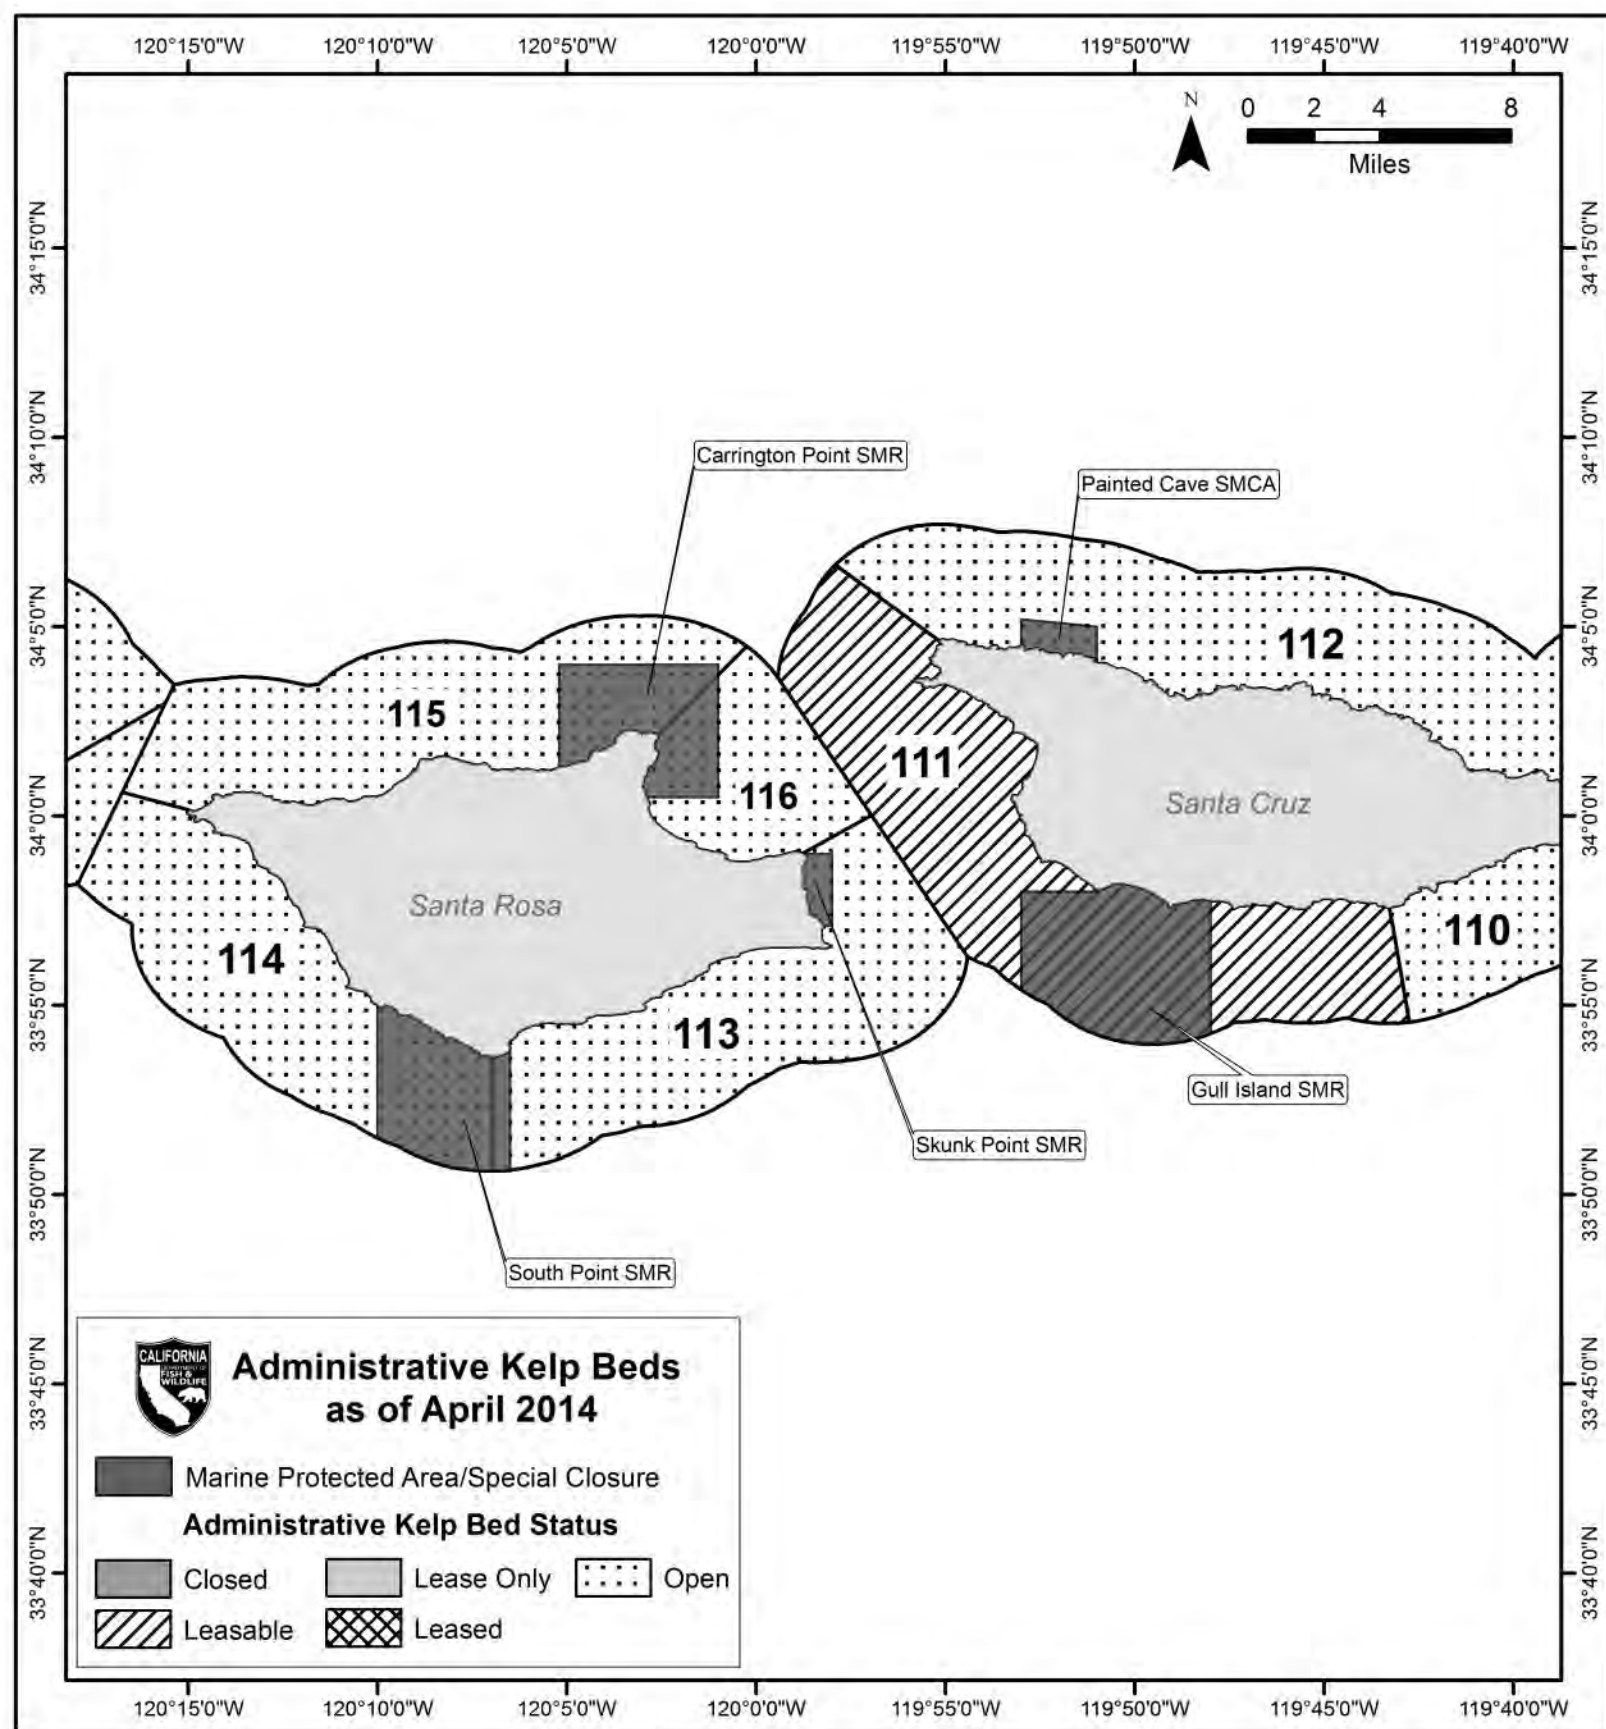 120°15'0"W 120°10'0"W 120°5'0"W 120°0'0"W 119°55'0"W 119°50'0"W 119°45'0"W 119°40'0"W
N
0 2 4 8
Miles
34°15'0"N 34°15'0"N
34°10'0"N 34°10'0"N
Carrington Point SMR
Painted Cave SMCA
34°5'0"N 34°5'0"N
112
115
111
116
Santa Cruz
34°0'0"N 34°0'0"N
Santa Rosa
110
114
33°55'0"N 33°55'0"N
113
Gull Island SMR
Skunk Point SMR
33°50'0"N 33°50'0"N
South Point SMR
CALIFORNIA
DEPARTMENT OF
FISH &
WILDLIFE
Administrative Kelp Beds
as of April 2014
33°45'0"N 33°45'0"N
Marine Protected Area/Special Closure
Administrative Kelp Bed Status
Closed Lease Only Open
33°40'0"N 33°40'0"N
Leasable Leased
120°15'0"W 120°10'0"W 120°5'0"W 120°0'0"W 119°55'0"W 119°50'0"W 119°45'0"W 119°40'0"W